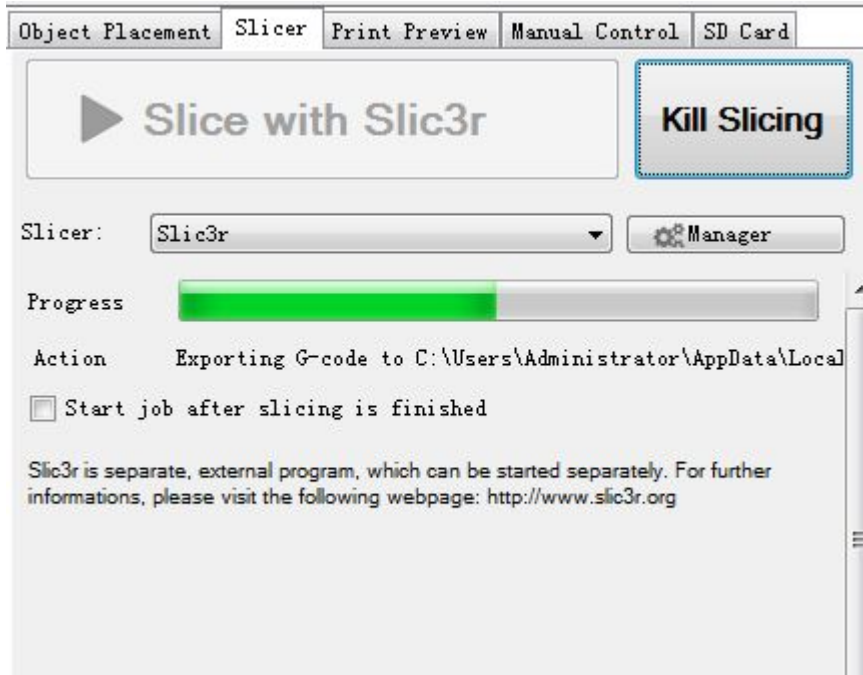 Object Placement Slicer Print Preview Manual Control SD Card
Slice with Slic3r Kill Slicing
Slicer: Slic3r Manager
Progress
Action Exporting G-code to C:\Users\Administrator\AppData\Local
Start job after slicing is finished
Slic3r is separate, external program, which can be started separately. For further
informations, please visit the following webpage: http://www.slic3r.org